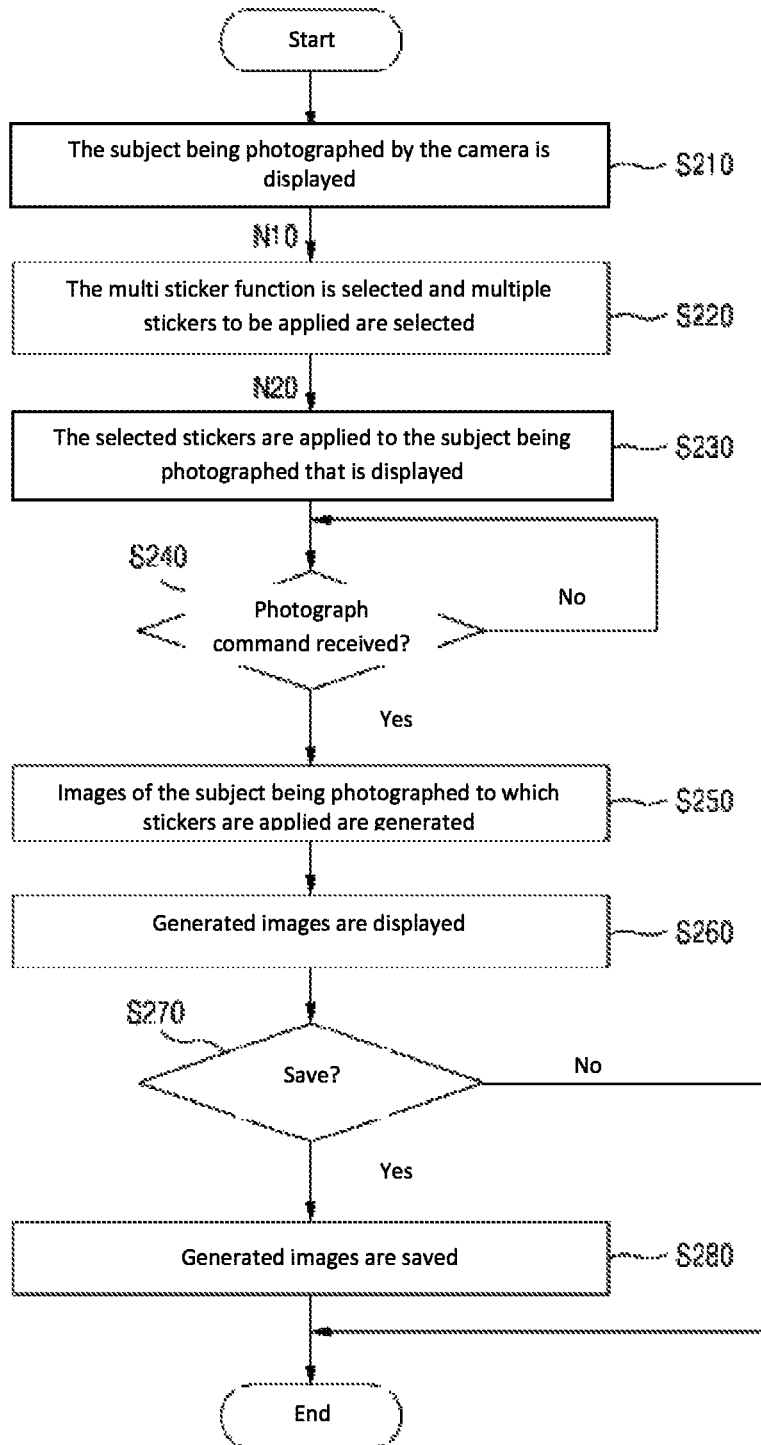 Start
The subject being photographed by the camera is
displayed
S210
N10
The multi sticker function is selected and multiple
stickers to be applied are selected
S220
N20
The selected stickers are applied to the subject being
photographed that is displayed
S230
S240
Photograph
command received?
No
Yes
Images of the subject being photographed to which
stickers are applied are generated
S250
Generated images are displayed
S260
S270
Save?
No
Yes
Generated images are saved
S280
End